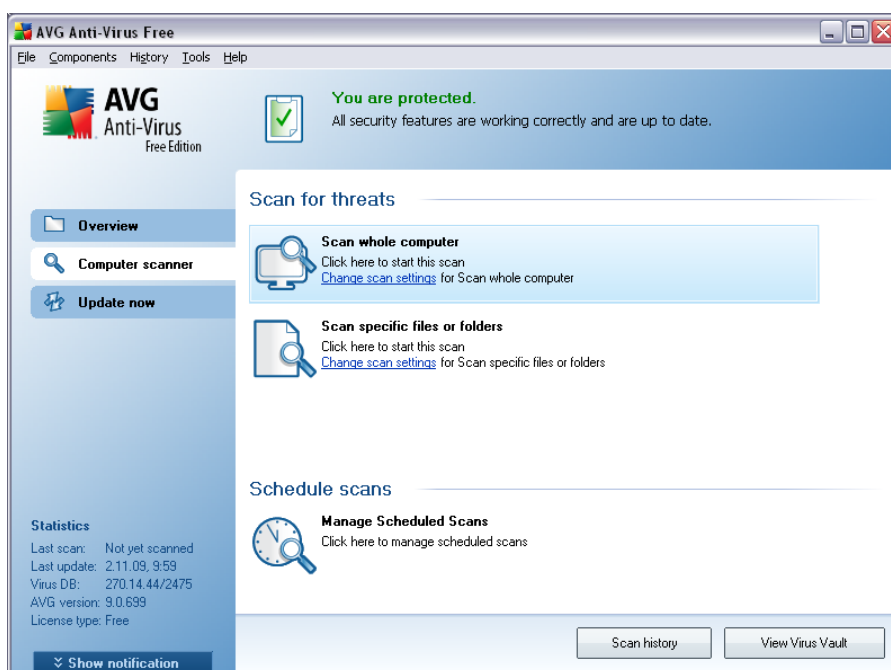 AVG Anti-Virus Free
File Components History Tools Help
AVG
Anti-Virus
Free Edition
You are protected.
All security features are working correctly and are up to date.
Overview
Computer scanner
Update now
Scan for threats
Scan whole computer
Click here to start this scan
Change scan settings for Scan whole computer
Scan specific files or folders
Click here to start this scan
Change scan settings for Scan specific files or folders
Schedule scans
Manage Scheduled Scans
Click here to manage scheduled scans
Statistics
Last scan: Not yet scanned
Last update: 2.11.09, 9:59
Virus DB: 270.14.44/2475
AVG version: 9.0.699
License type: Free
Show notification
Scan history
View Virus Vault